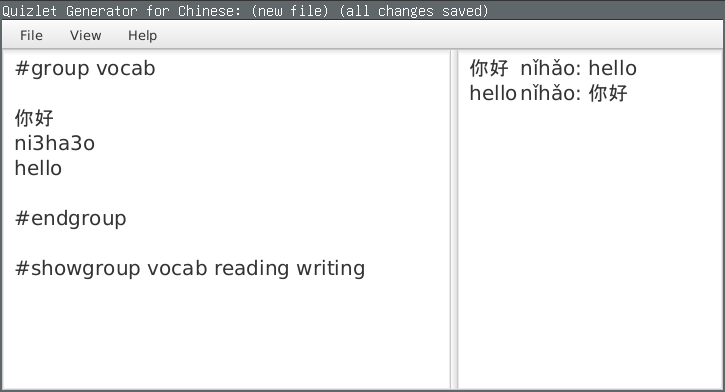 Quizlet Generator for Chinese: (new file) (all changes saved)
File View Help
#group vocab
你好
ni3ha3o
hello
#endgroup
#showgroup vocab reading writing
你好 nǐhǎo: hello
hello nǐhǎo: 你好